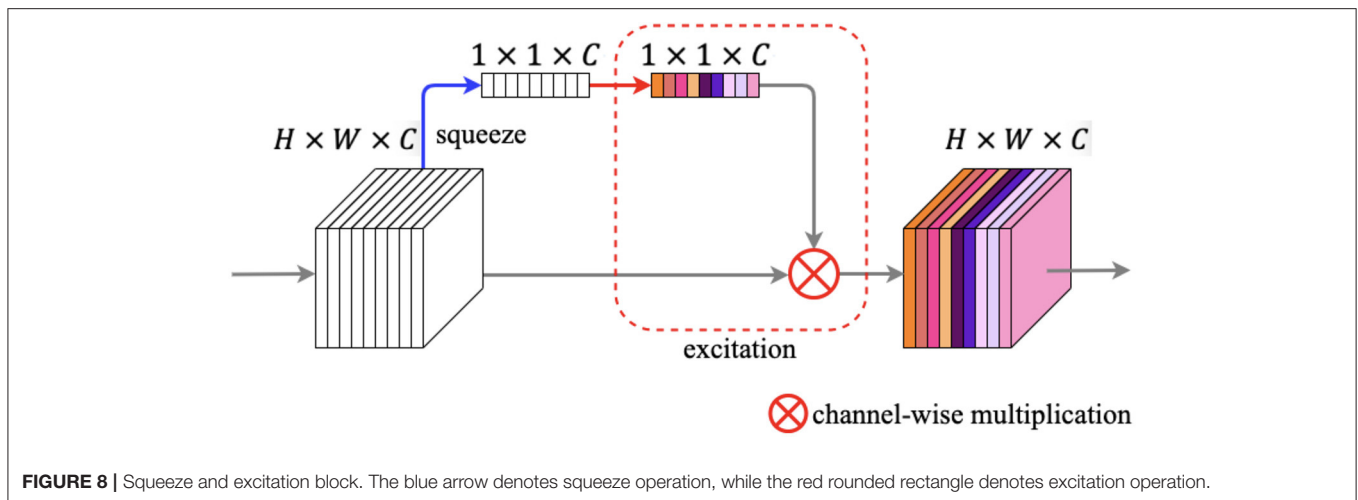 1 × 1 × C
1 × 1 × C
H × W × C
squeeze
H × W × C
excitation
channel-wise multiplication
FIGURE 8 | Squeeze and excitation block. The blue arrow denotes squeeze operation, while the red rounded rectangle denotes excitation operation.